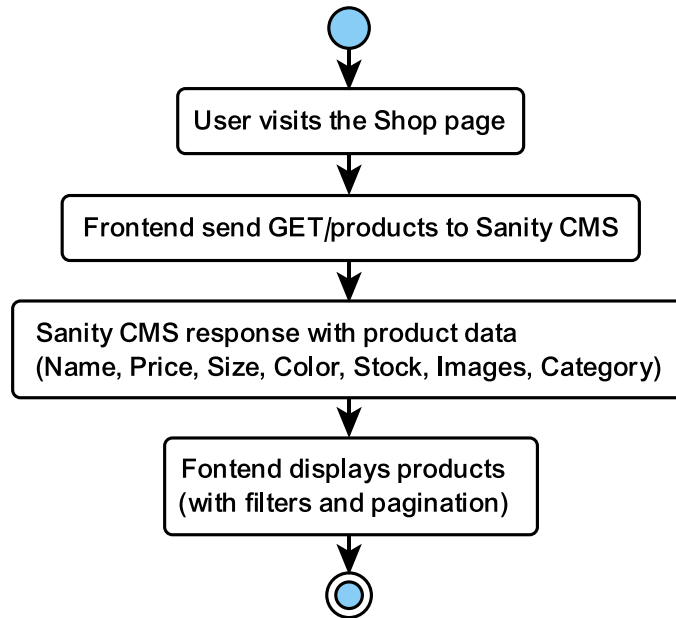 User visits the Shop page
Frontend send GET/products to Sanity CMS
Sanity CMS response with product data
(Name, Price, Size, Color, Stock, Images, Category)
Fontend displays products
(with filters and pagination)